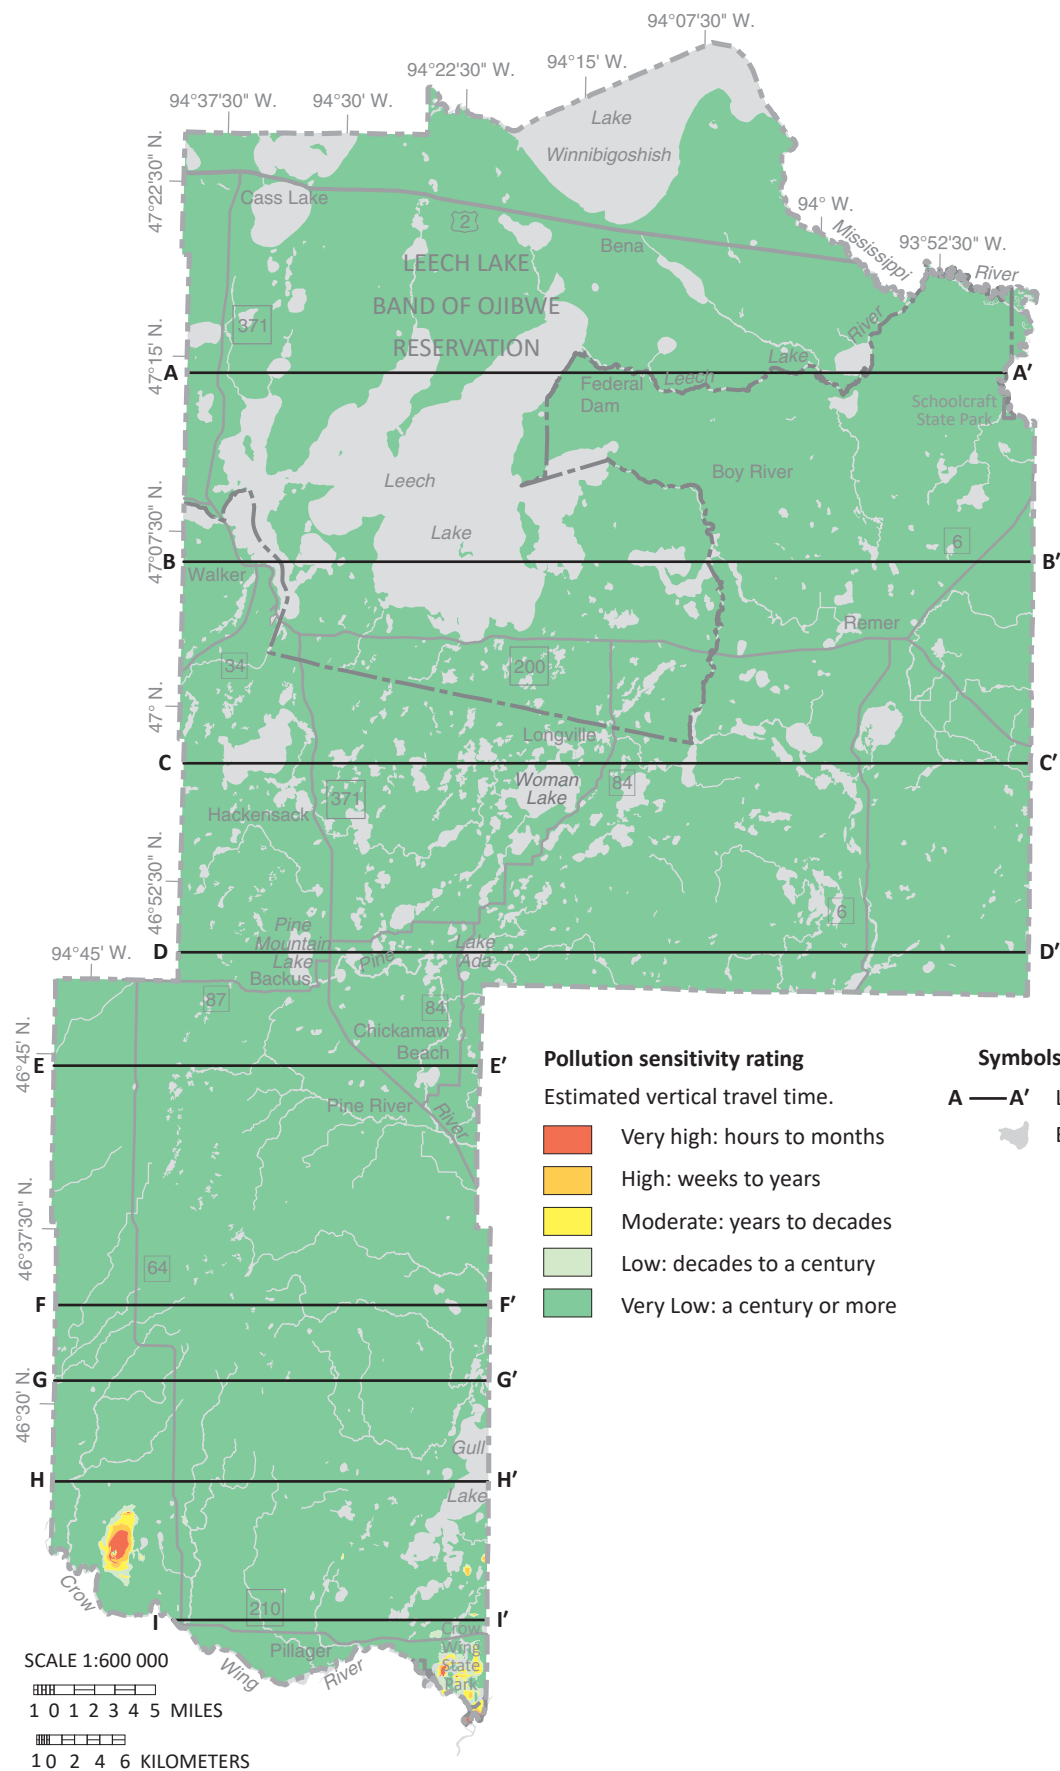 94°07'30" W.
94°15' W.
94°22'30" W.
94°37'30" W.
94°30' W.
Lake
Winnibigoshish
47°22'30" N.
Cass Lake
2
94° W.
Mississippi
93°52'30" W.
River
Bena
LEECH LAKE
BAND OF OJIBWE
RESERVATION
371
47°15' N.
River
Lake
Leech
A
A'
Federal
Dam
Schoolcraft
State Park
Leech
Lake
Boy River
47°07'30" N.
6
B
B'
Walker
Remer
34
200
47° N.
Longville
C
C'
Woman
Lake
84
371
Hackensack
46°52'30" N.
6
Pine
Mountain
Lake
Lake
Ada
Pine
D
D'
94°45' W.
Backus
87
84
Chickamaw
Beach
46°45' N.
E
E'
Pine River
River
Pollution sensitivity rating
Estimated vertical travel time.
Very high: hours to months
High: weeks to years
Moderate: years to decades
Low: decades to a century
Very Low: a century or more
Symbols
A
A'
L
46°37'30" N.
64
F
F'
G
G'
46°30' N.
Gull
Lake
H
H'
Crow
210
I
I'
Crow
Wing
State
Park
Pillager
Wing
River
SCALE 1:600 000
1 0 1 2 3 4 5 MILES
1 0 2 4 6 KILOMETERS